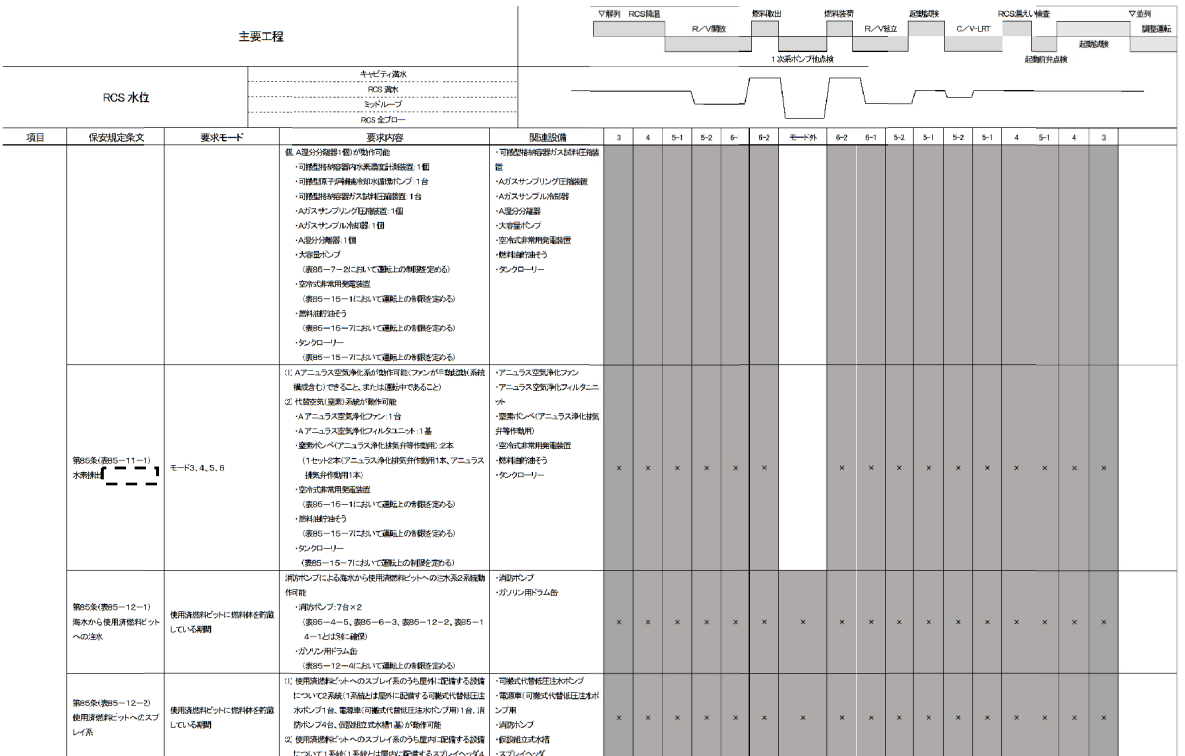 主要工程
▽解列 RCS降温 燃料取出 燃料装荷 起動試験 RCS漏えい検査 ▽並列
R/V開放 R/V組立 C/V-LRT 調整運転
起動試験
1次系ポンプ他点検 起動前弁点検
RCS 水位
キャビティ満水
RCS 満水
ミッドループ
RCS 全ブロー
項目 保安規定条文 要求モード 要求内容 関連設備 3 4 5-1 5-2 6- 6-2 モード外 6-2 6-1 5-2 5-1 5-2 5-1 4 5-1 4 3
個、A湿分分離器1個)が動作可能
・可搬型格納容器内水素濃度計測装置:1個
・可搬型原子炉補機冷却水循環ポンプ:1台
・可搬型格納容器ガス試料圧縮装置:1台
・Aガスサンプリング圧縮装置:1個
・Aガスサンプル冷却器:1個
・A湿分分離器:1個
・大容量ポンプ
(表85-7-2において運転上の制限を定める)
・空冷式非常用発電装置
(表85-15-1において運転上の制限を定める)
・燃料油貯油そう
(表85-15-7において運転上の制限を定める)
・タンクローリー
(表85-15-7において運転上の制限を定める)
・可搬型格納容器ガス試料圧縮装
置
・Aガスサンプリング圧縮装置
・Aガスサンプル冷却器
・A湿分分離器
・大容量ポンプ
・空冷式非常用発電装置
・燃料油貯油そう
・タンクローリー
第85条(表85-11-1)
水素排出
モード3、4、5、6
(1) Aアニュラス空気浄化系が動作可能(ファンが手動起動(系統
構成含む)できること、または運転中であること)
(2) 代替空気(窒素)系統が動作可能
・Aアニュラス空気浄化ファン:1台
・Aアニュラス空気浄化フィルタユニット:1基
・窒素ボンベ(アニュラス浄化排気弁等作動用):2本
(1セット2本(アニュラス浄化排気弁作動用1本、アニュラス
排気弁作動用1本)
・空冷式非常用発電装置
(表85-15-1において運転上の制限を定める)
・燃料油貯油そう
(表85-15-7において運転上の制限を定める)
・タンクローリー
(表85-15-7において運転上の制限を定める)
・アニュラス空気浄化ファン
・アニュラス空気浄化フィルタユニ
ット
・窒素ボンベ(アニュラス浄化排気
弁等作動用)
・空冷式非常用発電装置
・燃料油貯油そう
・タンクローリー
× × × × × × × × × × × × × × × ×
第85条(表85-12-1)
海水から使用済燃料ピット
への注水
使用済燃料ピットに燃料体を貯蔵
している期間
消防ポンプによる海水から使用済燃料ピットへの注水系2系統動
作可能
・消防ポンプ:7台×2
(表85-4-5、表85-6-3、表85-12-2、表85-1
4-1とは別に確保)
・ガソリン用ドラム缶
(表85-12-4において運転上の制限を定める)
・消防ポンプ
・ガソリン用ドラム缶
× × × × × × × × × × × × × × × × ×
第85条(表85-12-2)
使用済燃料ピットへのスプ
レイ系
使用済燃料ピットに燃料体を貯蔵
している期間
(1) 使用済燃料ピットへのスプレイ系のうち屋外に配備する設備
について2系統(1系統とは屋外に配備する可搬式代替低圧注
水ポンプ1台、電源車(可搬式代替低圧注水ポンプ用)1台、消
防ポンプ4台、仮設組立式水槽1基)が動作可能
(2) 使用済燃料ピットへのスプレイ系のうち屋内に配備する設備
について1系統(1系統とは屋内に配備するスプレイヘッダ4
・可搬式代替低圧注水ポンプ
・電源車(可搬式代替低圧注水ポ
ンプ用
・消防ポンプ
・仮設組立式水槽
・スプレイヘッダ
× × × × × × × × × × × × × × × × ×